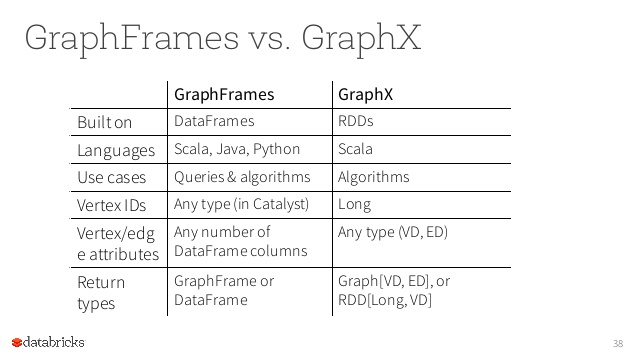 GraphFrames vs. GraphX
GraphFrames GraphX
Built on DataFrames RDDs
Languages Scala, Java, Python Scala
Use cases Queries & algorithms Algorithms
Vertex IDs Any type (in Catalyst) Long
Vertex/edg Any number of Any type (VD, ED)
e attributes DataFrame columns
Return GraphFrame or Graph[VD, ED], or
types DataFrame RDD[Long, VD]
databricks 38